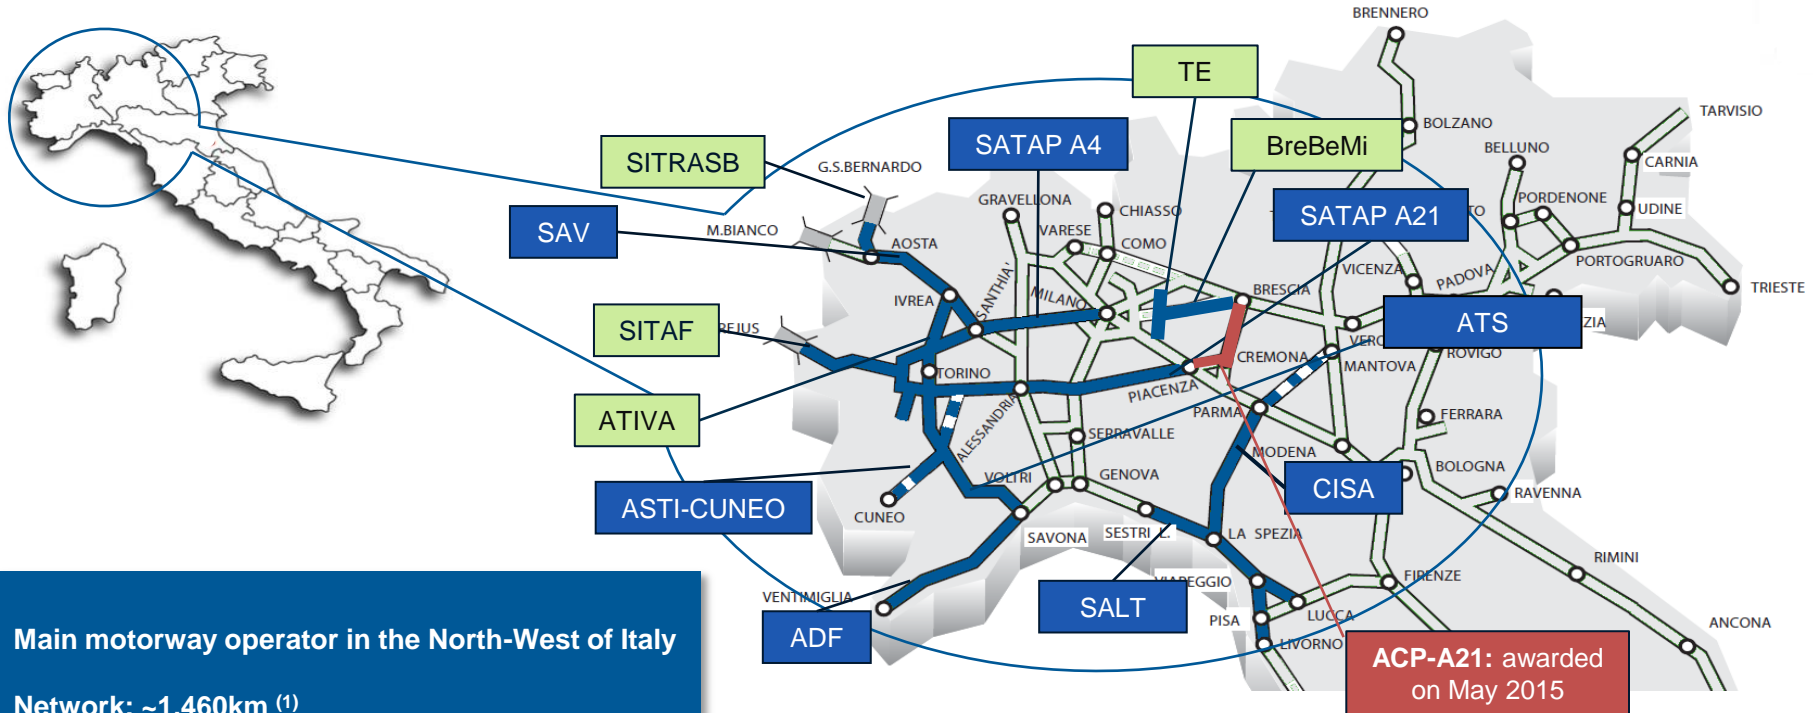 BRENNERO
TE
TARVISIO
BOLZANO
SATAP A4
BreBeMi
BELLUNO
CARNIA
SITRASB
G.S.BERNARDO
GRAVELLONA
CHIASSO
SATAP A21
TO
PORDENONE
UDINE
SAV
M.BIANCO
AOSTA
VARESE
COMO
VICENZA
PADOVA
PORTOGRUARO
TRIESTE
IVREA
SANTHIA'
MILANO
BRESCIA
SITAF
REJUS
ATS
ZIA
VERO
ROVIGO
CREMONA
MANTOVA
TORINO
PIACENZA
ATIVA
ALESSANDRIA
PARMA
FERRARA
SERRAVALLE
MODENA
BOLOGNA
VOLTRI
GENOVA
CISA
RAVENNA
ASTI-CUNEO
CUNEO
SAVONA
SESTRI L.
LA SPEZIA
RIMINI
VIAREGGIO
FIRENZE
VENTIMIGLIA
SALT
LUCCA
PISA
ANCONA
ADF
LIVORNO
ACP-A21: awarded
on May 2015
Main motorway operator in the North-West of Italy
Network: ~1.460km (1)